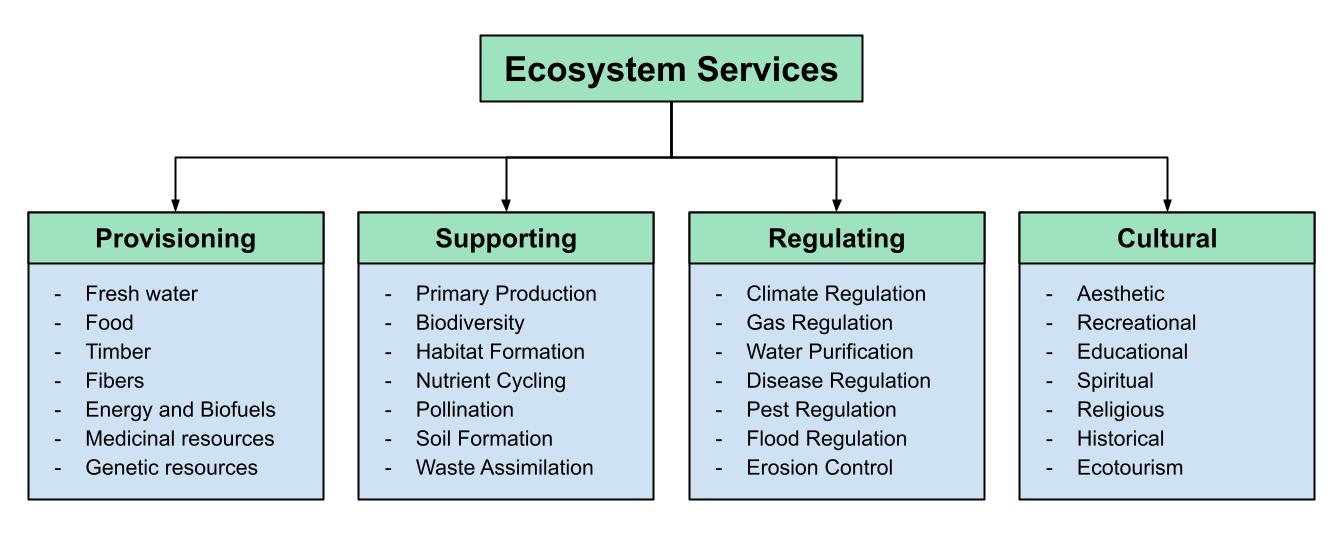 Ecosystem Services
Provisioning
- Fresh water
- Food
- Timber
- Fibers
- Energy and Biofuels
- Medicinal resources
- Genetic resources
Supporting
- Primary Production
- Biodiversity
- Habitat Formation
- Nutrient Cycling
- Pollination
- Soil Formation
- Waste Assimilation
Regulating
- Climate Regulation
- Gas Regulation
- Water Purification
- Disease Regulation
- Pest Regulation
- Flood Regulation
- Erosion Control
Cultural
- Aesthetic
- Recreational
- Educational
- Spiritual
- Religious
- Historical
- Ecotourism